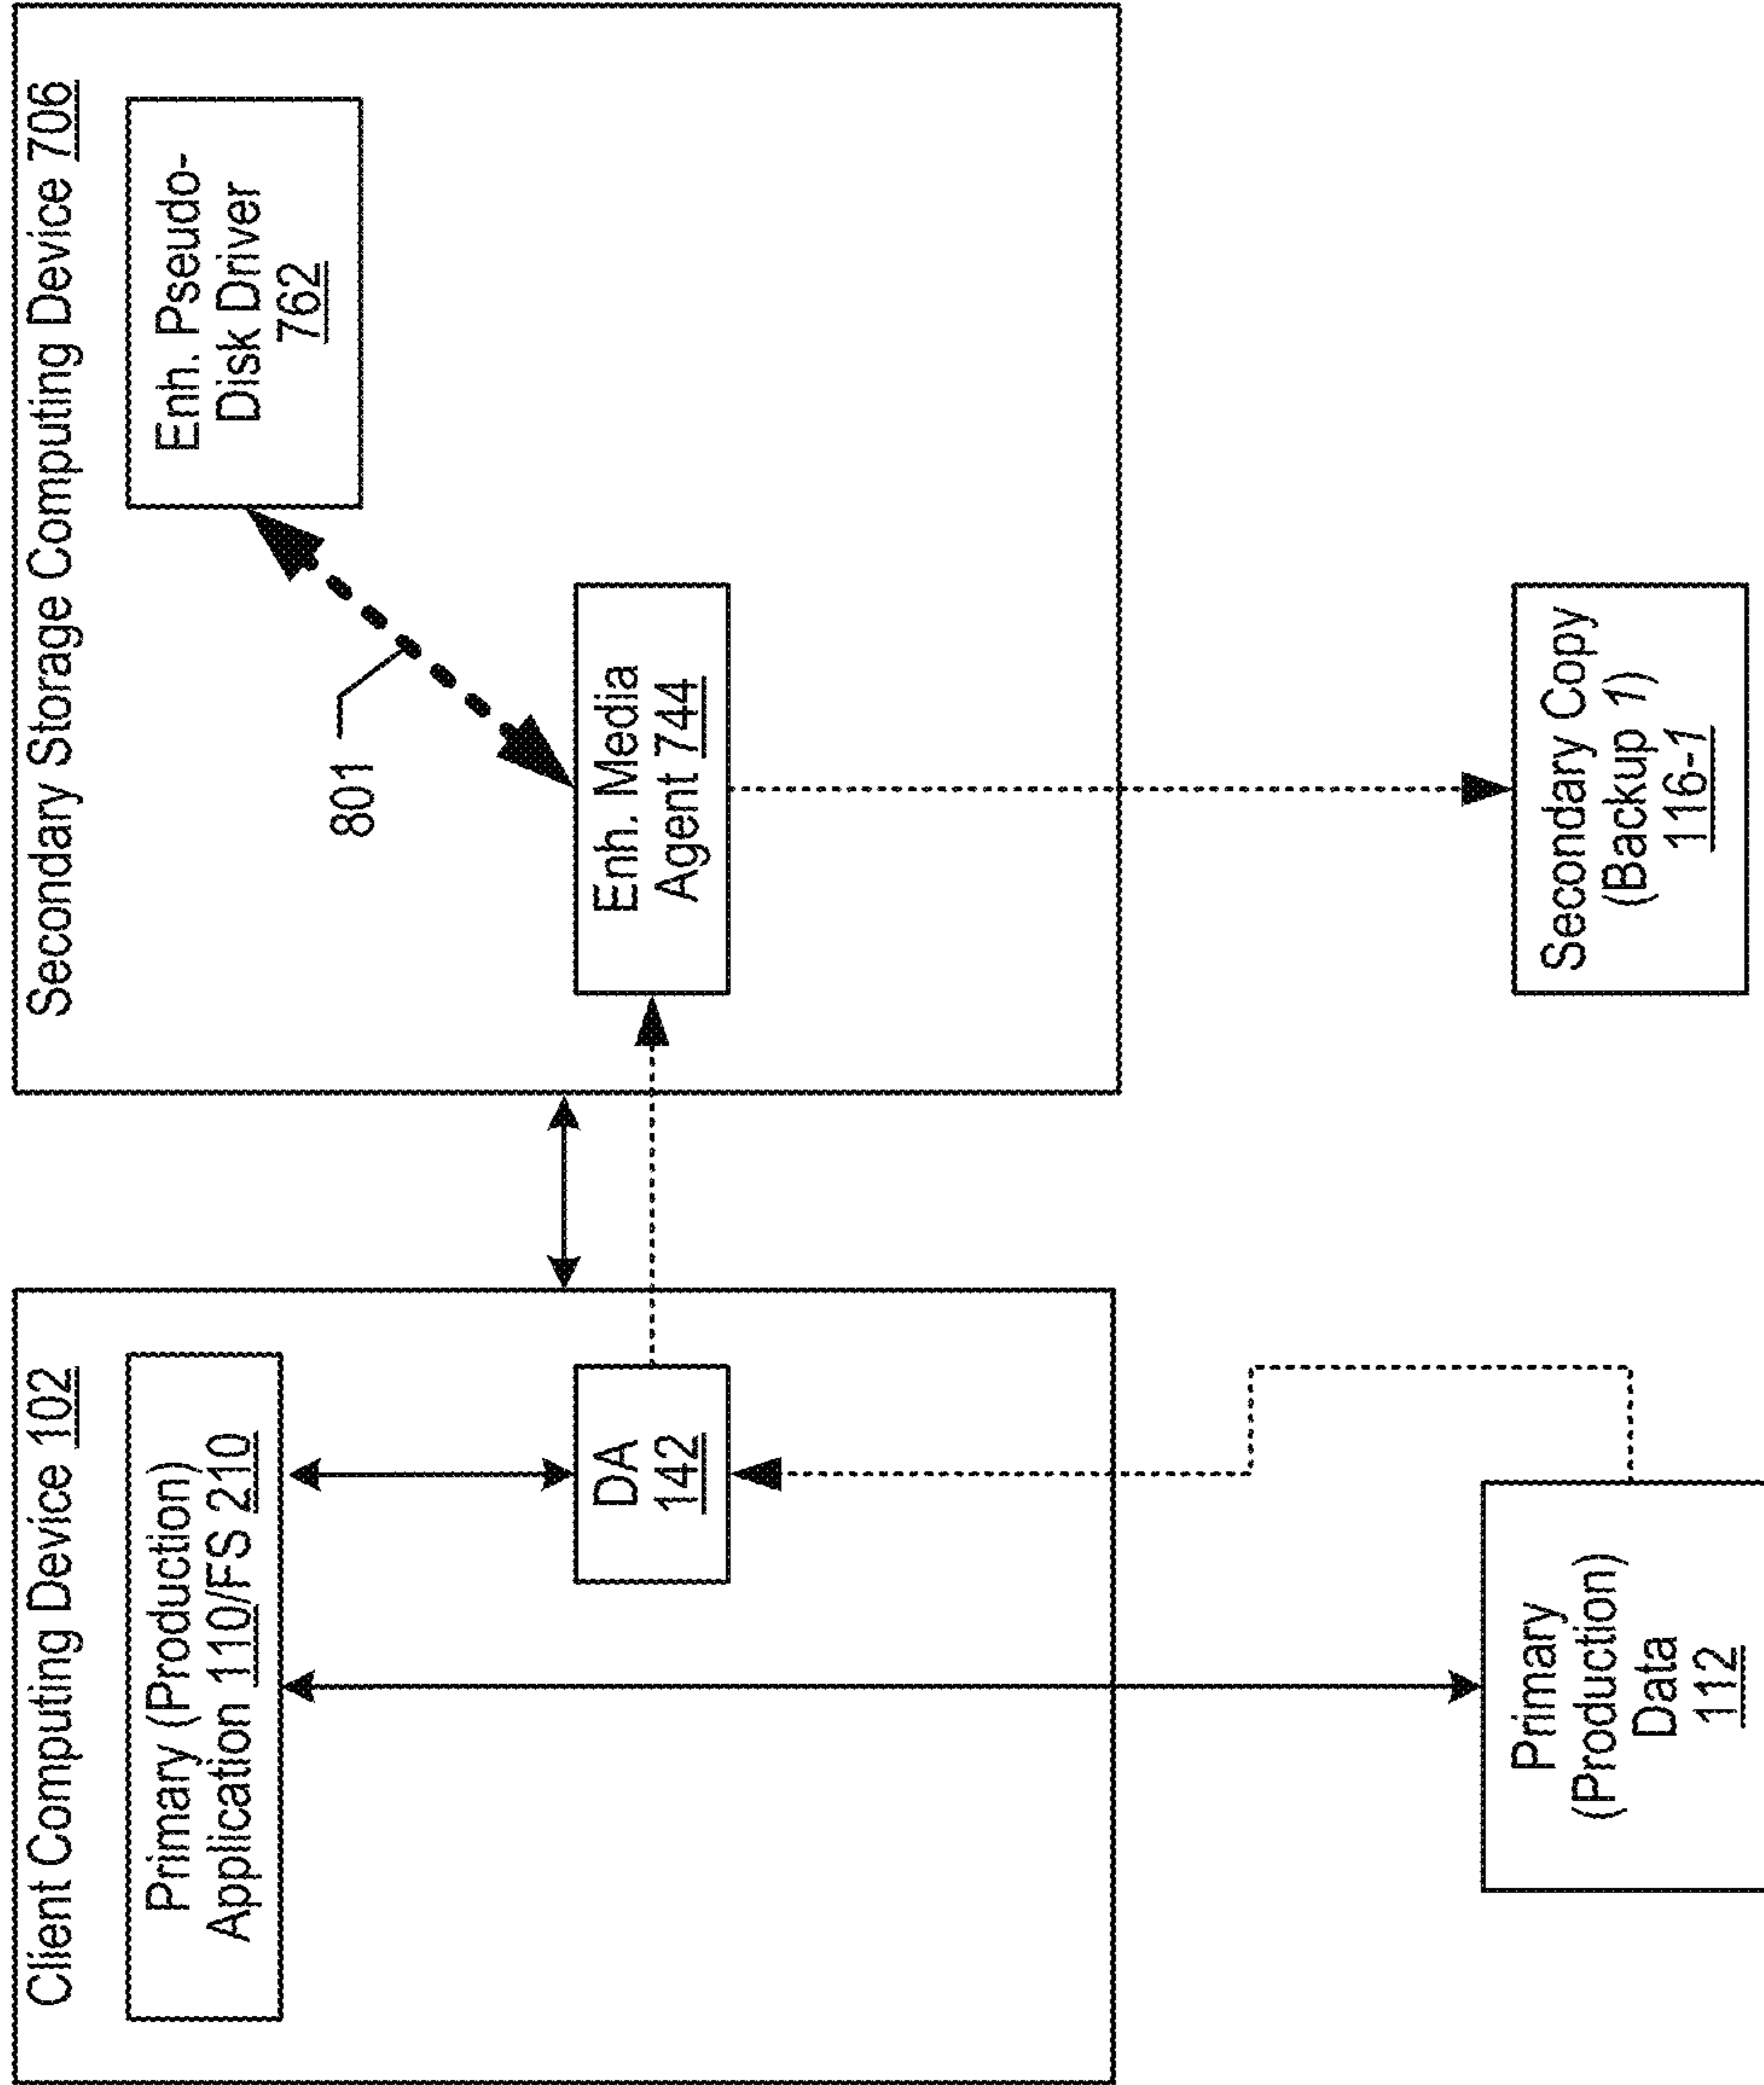 Client Computing Device 102
Primary (Production)
Application 110/FS 210
DA
142
Primary
(Production)
Data
112
Secondary Storage Computing Device 706
Enh. Pseudo-
Disk Driver
762
801
Enh. Media
Agent 744
Secondary Copy
(Backup 1)
116-1